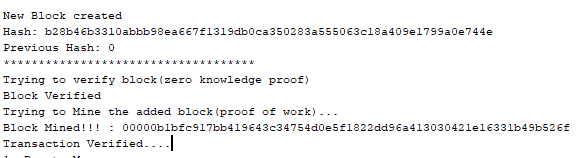 New Block created
Hash: b28b46b3310abbb98ea667f1319db0ca350283a555063c18a409e1799a0e744e
Previous Hash: 0
************************************
Trying to verify block(zero knowledge proof)
Block Verified
Trying to Mine the added block(proof of work)...
Block Mined!!! : 00000b1bfc917bb419643c34754d0e5f1822dd96a413030421e16331b49b526f
Transaction Verified....